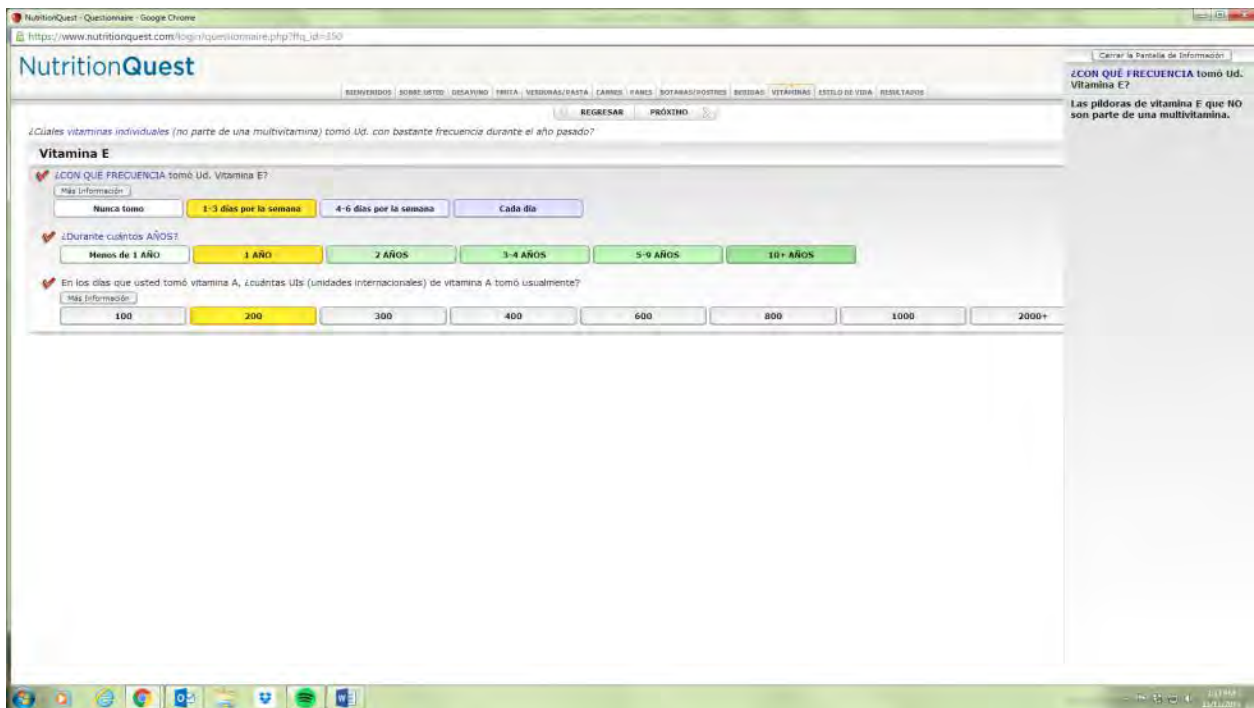 NutritionQuest - Questionnaire - Google Chrome
https://www.nutritionquest.com/login/questionnaire.php?ffq_id=350
NutritionQuest
BIENVENIDOS SOBRE USTED DESAYUNO FRUTA VERDURAS/PASTA CARNES PANES BOTANAS/POSTRES BEBIDAS VITAMINAS ESTILO DE VIDA RESULTADOS
REGRESAR PRÓXIMO
¿Cuáles vitaminas individuales (no parte de una multivitamina) tomó Ud. con bastante frecuencia durante el año pasado?
Vitamina E
¿CON QUÉ FRECUENCIA tomó Ud. Vitamina E?
Más Información
Nunca tomo 1-3 días por la semana 4-6 días por la semana Cada día
¿Durante cuántos AÑOS?
Menos de 1 AÑO 1 AÑO 2 AÑOS 3-4 AÑOS 5-9 AÑOS 10+ AÑOS
En los días que usted tomó vitamina A, ¿cuántas UIs (unidades internacionales) de vitamina A tomó usualmente?
Más Información
100 200 300 400 600 800 1000 2000+
Cerrar la Pantalla de Información
¿CON QUÉ FRECUENCIA tomó Ud.
Vitamina E?
Las píldoras de vitamina E que NO
son parte de una multivitamina.